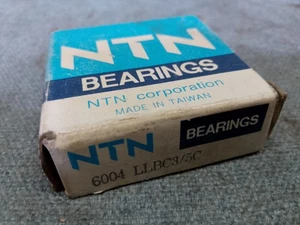 NTN
BEARINGS
NTN corporation
MADE IN TAIWAN
NTN
BEARINGS
6004 LLBC3/5C